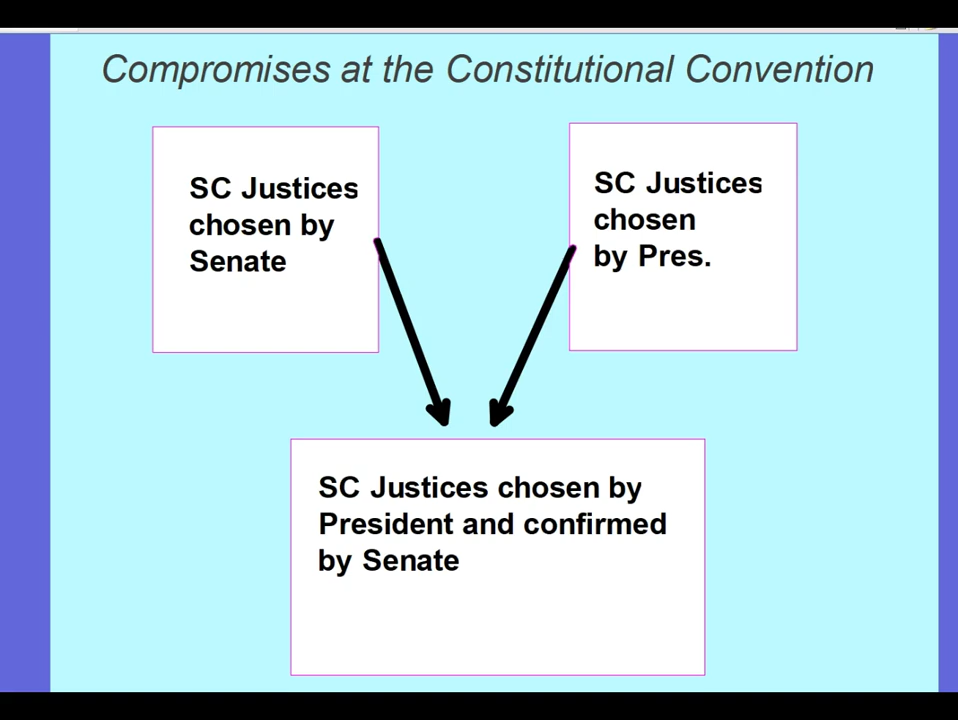 Compromises at the Constitutional Convention
SC Justices
chosen by
Senate
SC Justices
chosen
by Pres.
SC Justices chosen by
President and confirmed
by Senate